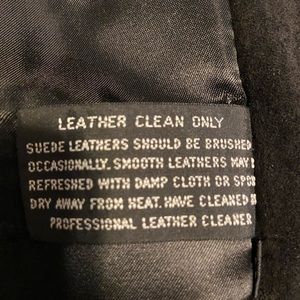 LEATHER CLEAN ONLY
SUEDE LEATHERS SHOULD BE BRUSHED
OCCASIONALLY. SMOOTH LEATHERS MAY
REFRESHED WITH DAMP CLOTH OR
DRY AWAY FROM HEAT. HAVE CLEANED
PROFESSIONAL LEATHER CLEANER